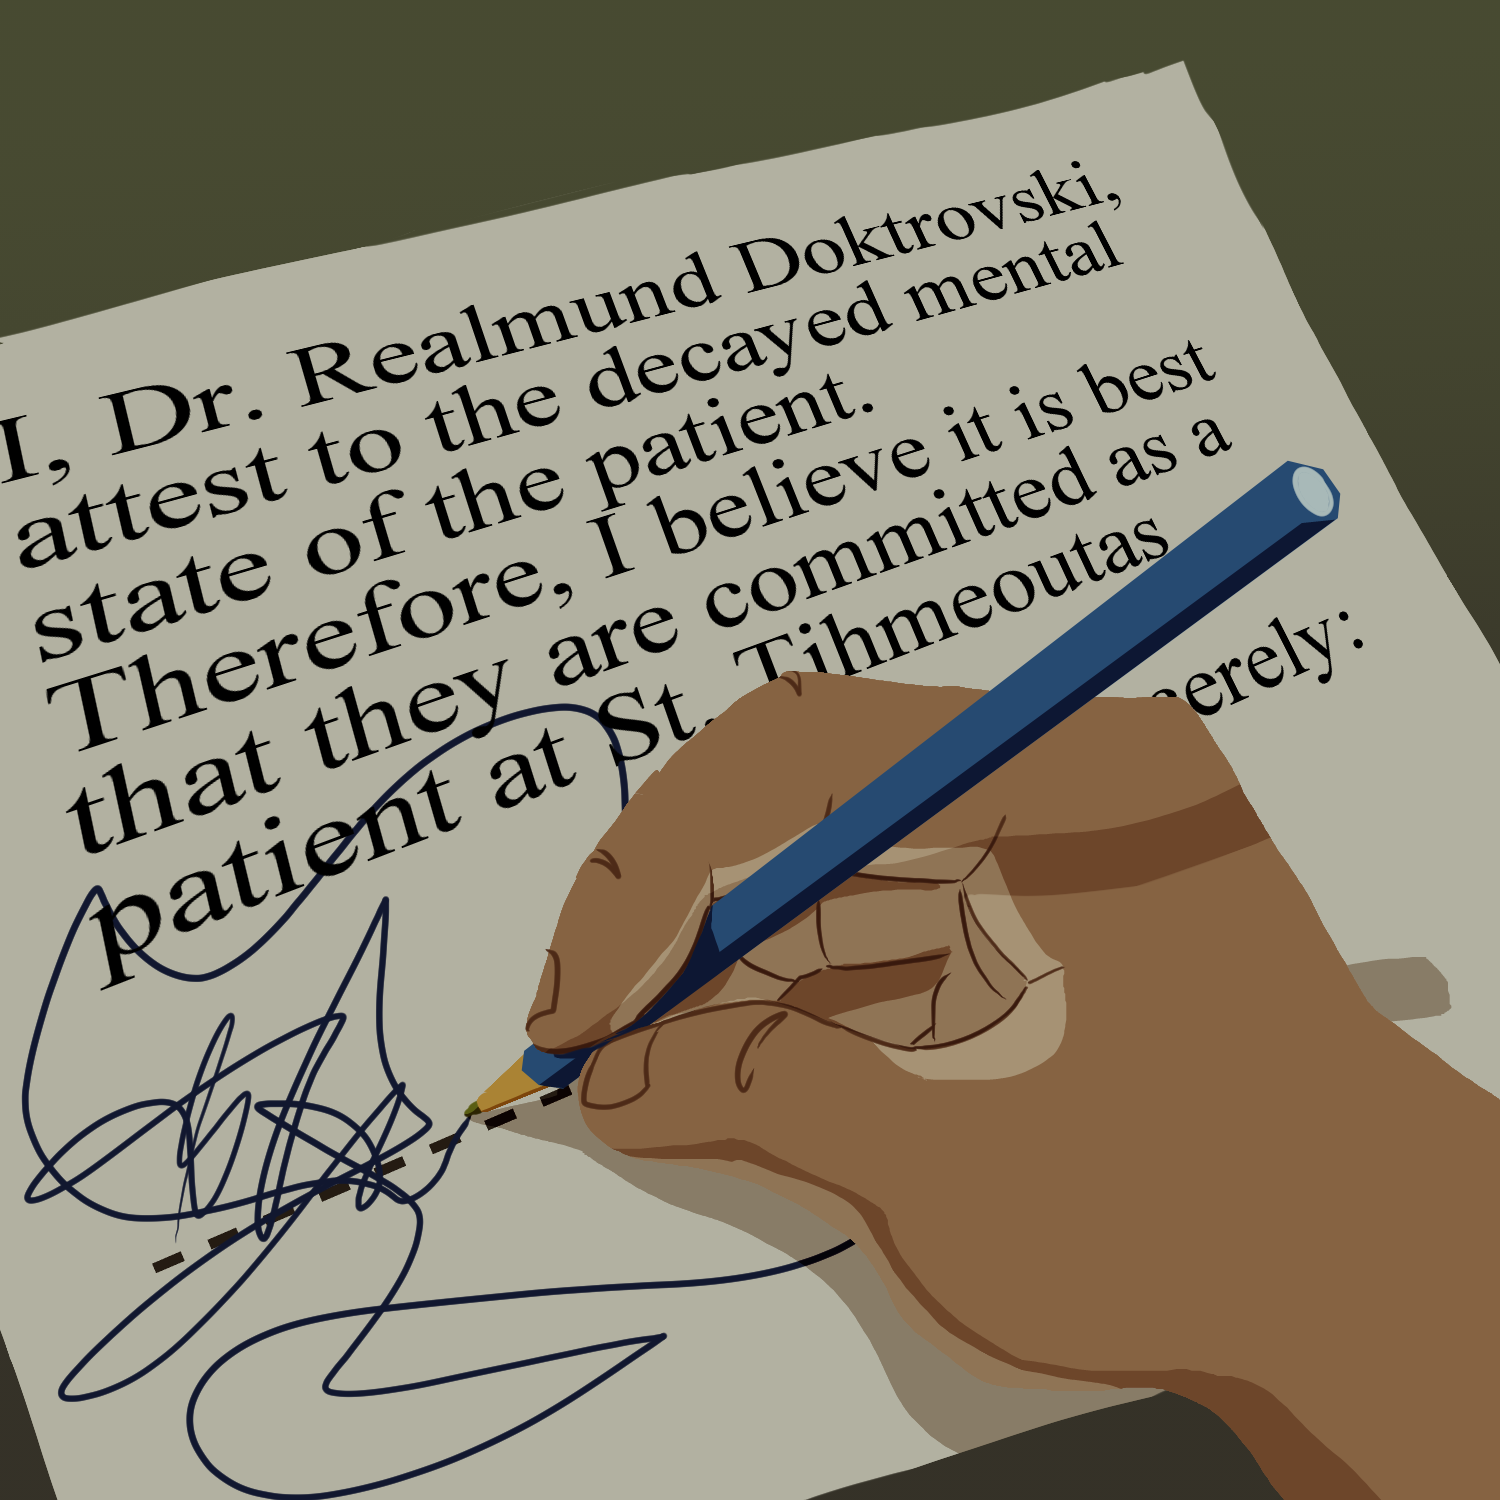 I, Dr. Realmund Doktrovski,
attest to the decayed mental
state of the patient.
Therefore, I believe it is best
that they are committed as a
patient at St. Tihmeoutas
erely: